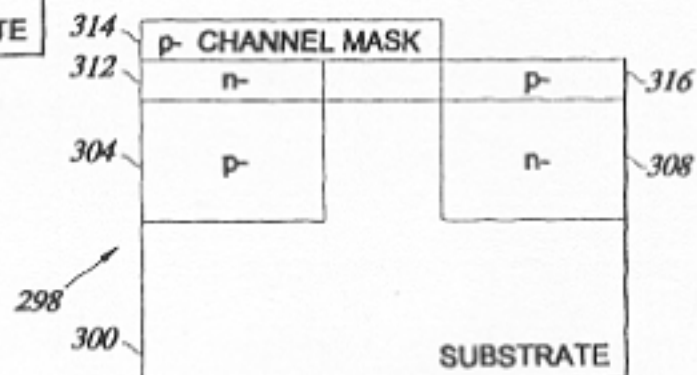 TE
314
p- CHANNEL MASK
312
n-
p-
316
304
p-
n-
308
298
300
SUBSTRATE